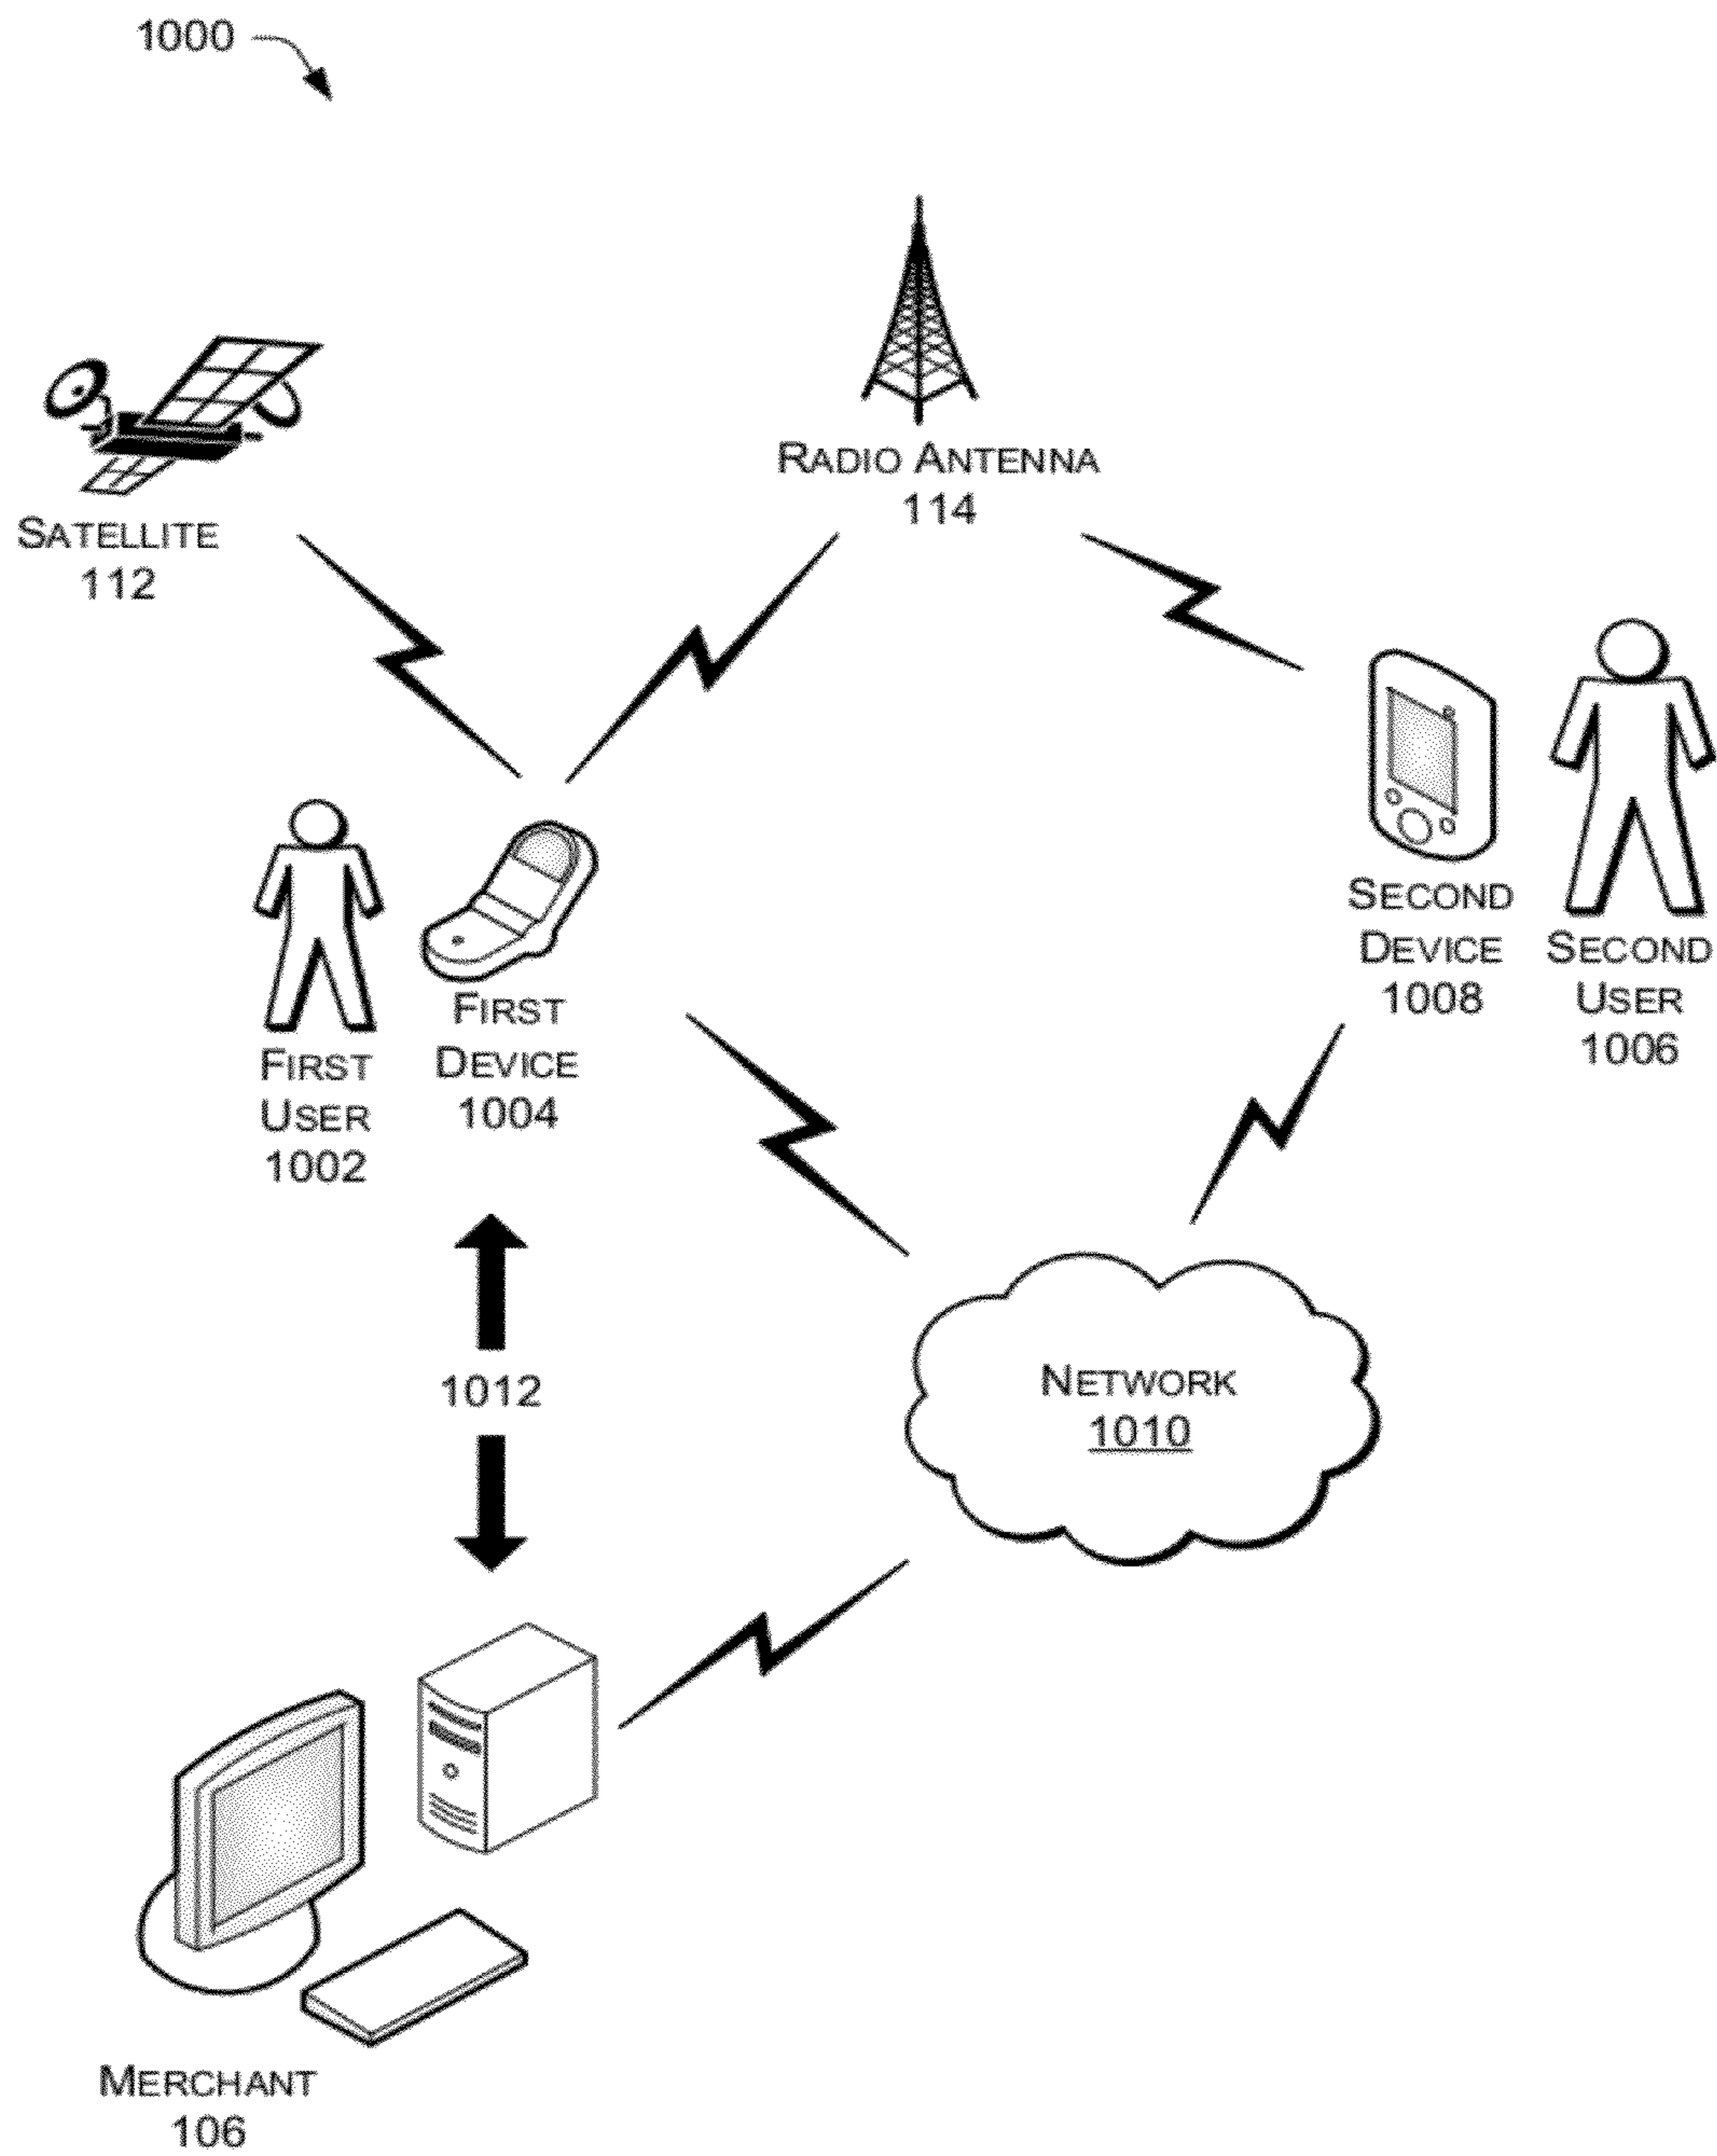 1000
RADIO ANTENNA
114
SATELLITE
112
SECOND
DEVICE
1008
SECOND
USER
1006
FIRST
DEVICE
1004
FIRST
USER
1002
1012
NETWORK
1010
MERCHANT
106